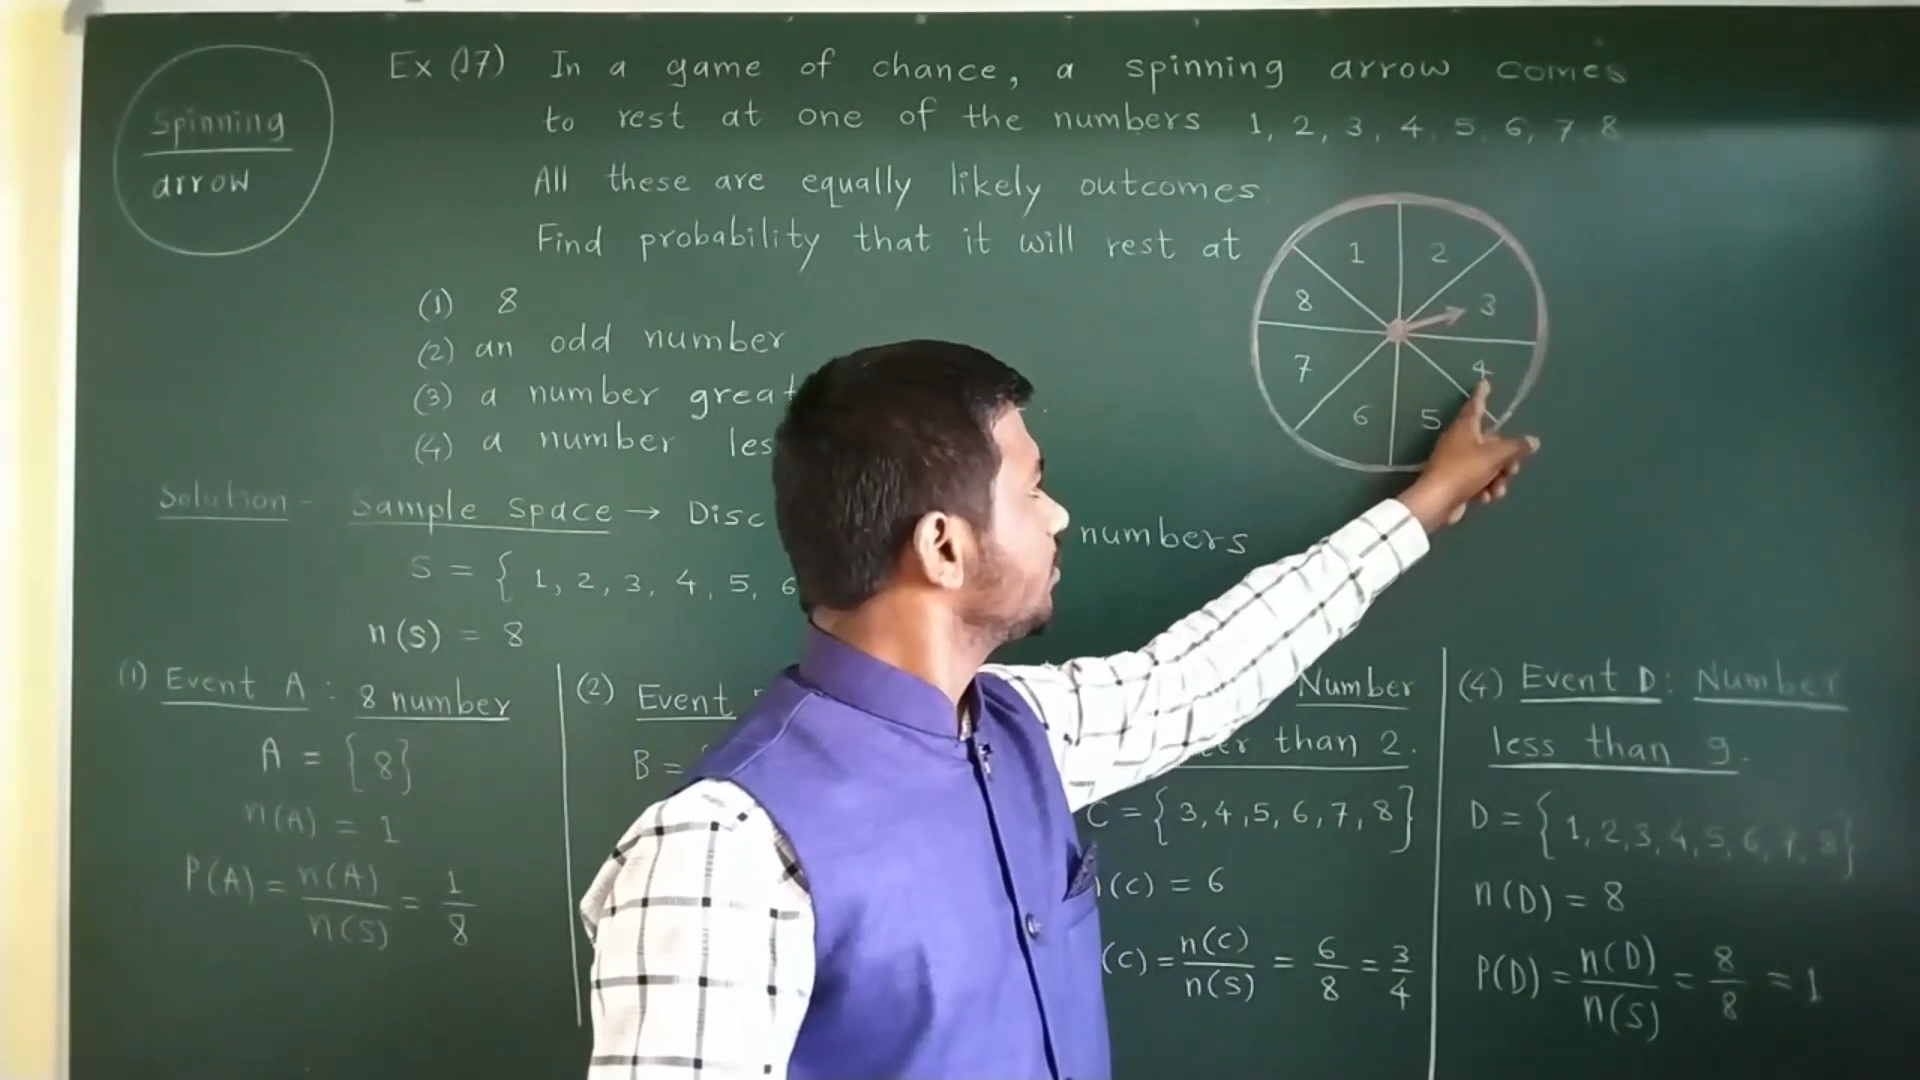 Spinning
arrow
Ex (17) In a game of chance, a spinning arrow comes
to rest at one of the numbers 1, 2, 3, 4, 5, 6, 7 8
All these are equally likely outcomes
Find probability that it will rest at
(1) 8
(2) an odd number
(3) a number
(4) a number
1 2
8 3
7 4
6 5
Solution - Sample Space → Disc numbers
S = { 1, 2, 3, 4, 5, 6
n(S) = 8
(1) Event A : 8 number
A = {8}
n(A) = 1
P(A) = n(A)/n(S) = 1/8
(2) Event
B =
Number
than 2.
C = {3,4,5,6,7,8}
(c) = 6
(c) = n(c)/n(S) = 6/8 = 3/4
(4) Event D: Number
less than 9.
D = {1,2,3,4,5,6,7,8}
n(D) = 8
P(D) = n(D)/n(S) = 8/8 = 1